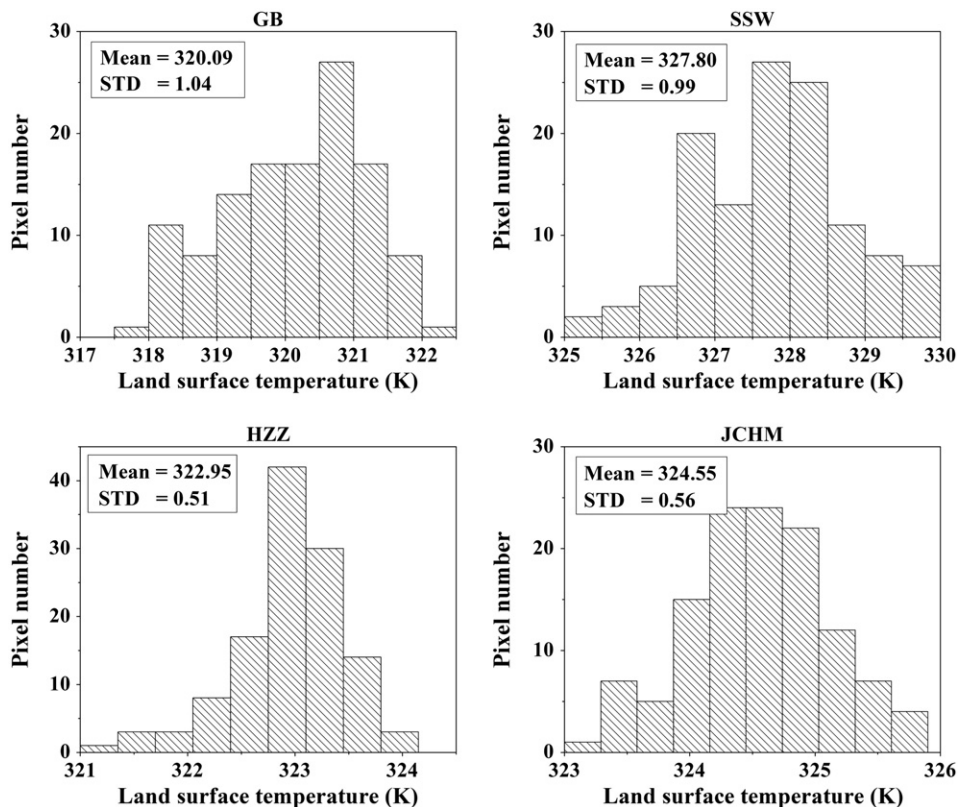 GB
Mean = 320.09
STD = 1.04
30
20
10
0
317 318 319 320 321 322
Pixel number
Land surface temperature (K)
SSW
Mean = 327.80
STD = 0.99
30
20
10
0
325 326 327 328 329 330
Pixel number
Land surface temperature (K)
HZZ
Mean = 322.95
STD = 0.51
40
30
20
10
0
321 322 323 324
Pixel number
Land surface temperature (K)
JCHM
Mean = 324.55
STD = 0.56
30
20
10
0
323 324 325 326
Pixel number
Land surface temperature (K)